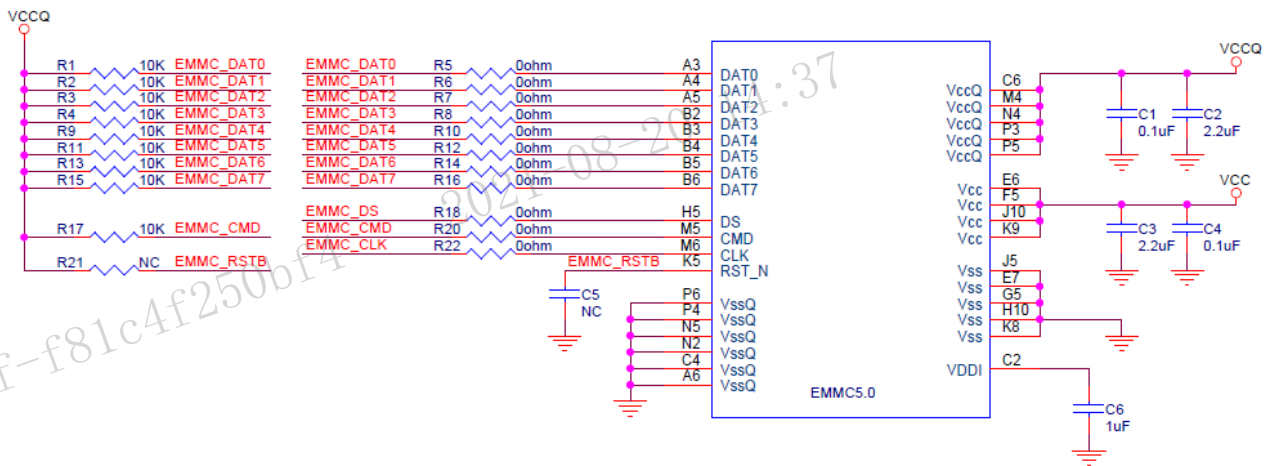 VCCQ
R1 10K EMMC_DAT0
R2 10K EMMC_DAT1
R3 10K EMMC_DAT2
R4 10K EMMC_DAT3
R9 10K EMMC_DAT4
R11 10K EMMC_DAT5
R13 10K EMMC_DAT6
R15 10K EMMC_DAT7
R17 10K EMMC_CMD
R21 NC EMMC_RSTB
EMMC_DAT0 R5 0ohm A3 DAT0
EMMC_DAT1 R6 0ohm A4 DAT1
EMMC_DAT2 R7 0ohm A5 DAT2
EMMC_DAT3 R8 0ohm B2 DAT3
EMMC_DAT4 R10 0ohm B3 DAT4
EMMC_DAT5 R12 0ohm B4 DAT5
EMMC_DAT6 R14 0ohm B5 DAT6
EMMC_DAT7 R16 0ohm B6 DAT7
EMMC_DS R18 0ohm H5 DS
EMMC_CMD R20 0ohm M5 CMD
EMMC_CLK R22 0ohm M6 CLK
EMMC_RSTB K5 RST_N
C5
NC
P6 VssQ
P4 VssQ
N5 VssQ
N2 VssQ
C4 VssQ
A6 VssQ
EMMC5.0
VccQ C6
VccQ M4
VccQ N4
VccQ P3
VccQ P5
VCCQ
C1
0.1uF
C2
2.2uF
Vcc E6
Vcc F5
Vcc J10
Vcc K9
VCC
C3
2.2uF
C4
0.1uF
Vss J5
Vss E7
Vss G5
Vss H10
Vss K8
VDDI C2
C6
1uF
f-f81c4f250bf4